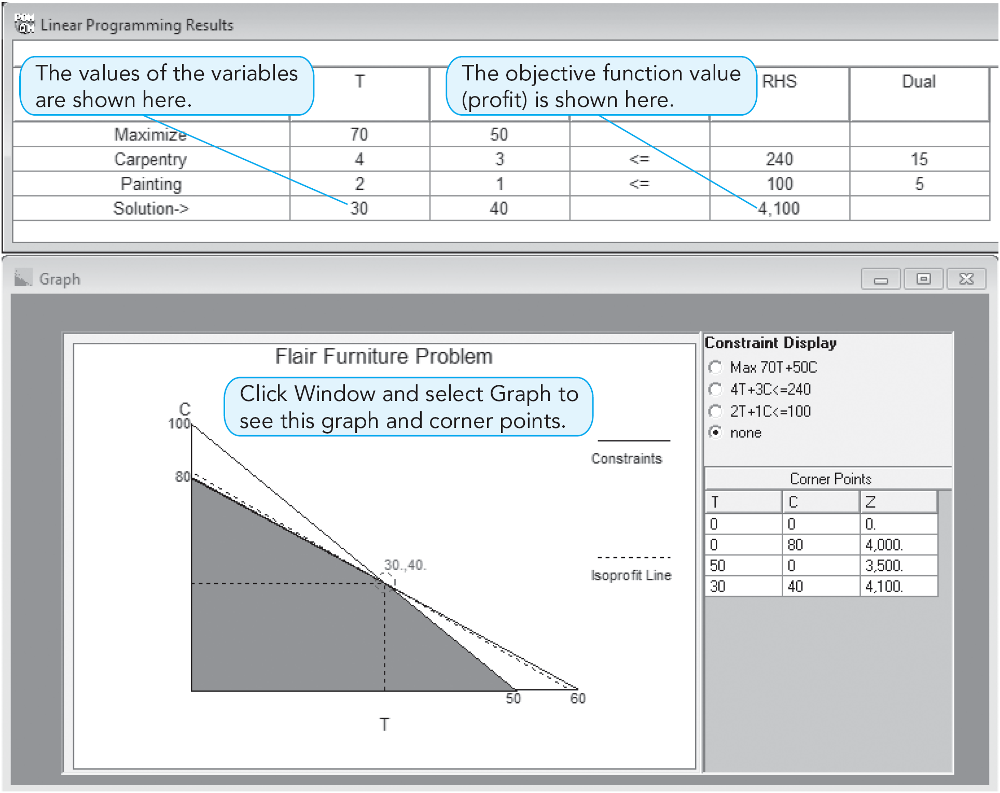 Linear Programming Results
The values of the variables
are shown here.
T
The objective function value
(profit) is shown here.
RHS Dual
Maximize 70 50
Carpentry 4 3 <= 240 15
Painting 2 1 <= 100 5
Solution-> 30 40 4,100
Graph
Flair Furniture Problem
Click Window and select Graph to
see this graph and corner points.
C
100
80
30.,40.
50 60
T
Constraints
Isoprofit Line
Constraint Display
Max 70T+50C
4T+3C<=240
2T+1C<=100
none
Corner Points
T C Z
0 0 0.
0 80 4,000.
50 0 3,500.
30 40 4,100.